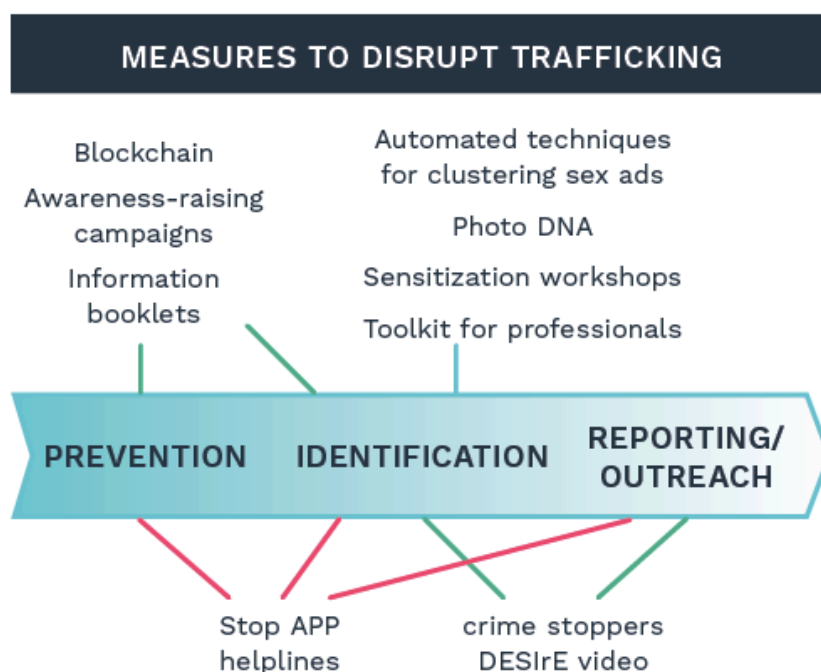 MEASURES TO DISRUPT TRAFFICKING
Blockchain
Awareness-raising
campaigns
Information
booklets
Automated techniques
for clustering sex ads
Photo DNA
Sensitization workshops
Toolkit for professionals
PREVENTION
IDENTIFICATION
REPORTING/
OUTREACH
Stop APP
helplines
crime stoppers
DESIrE video